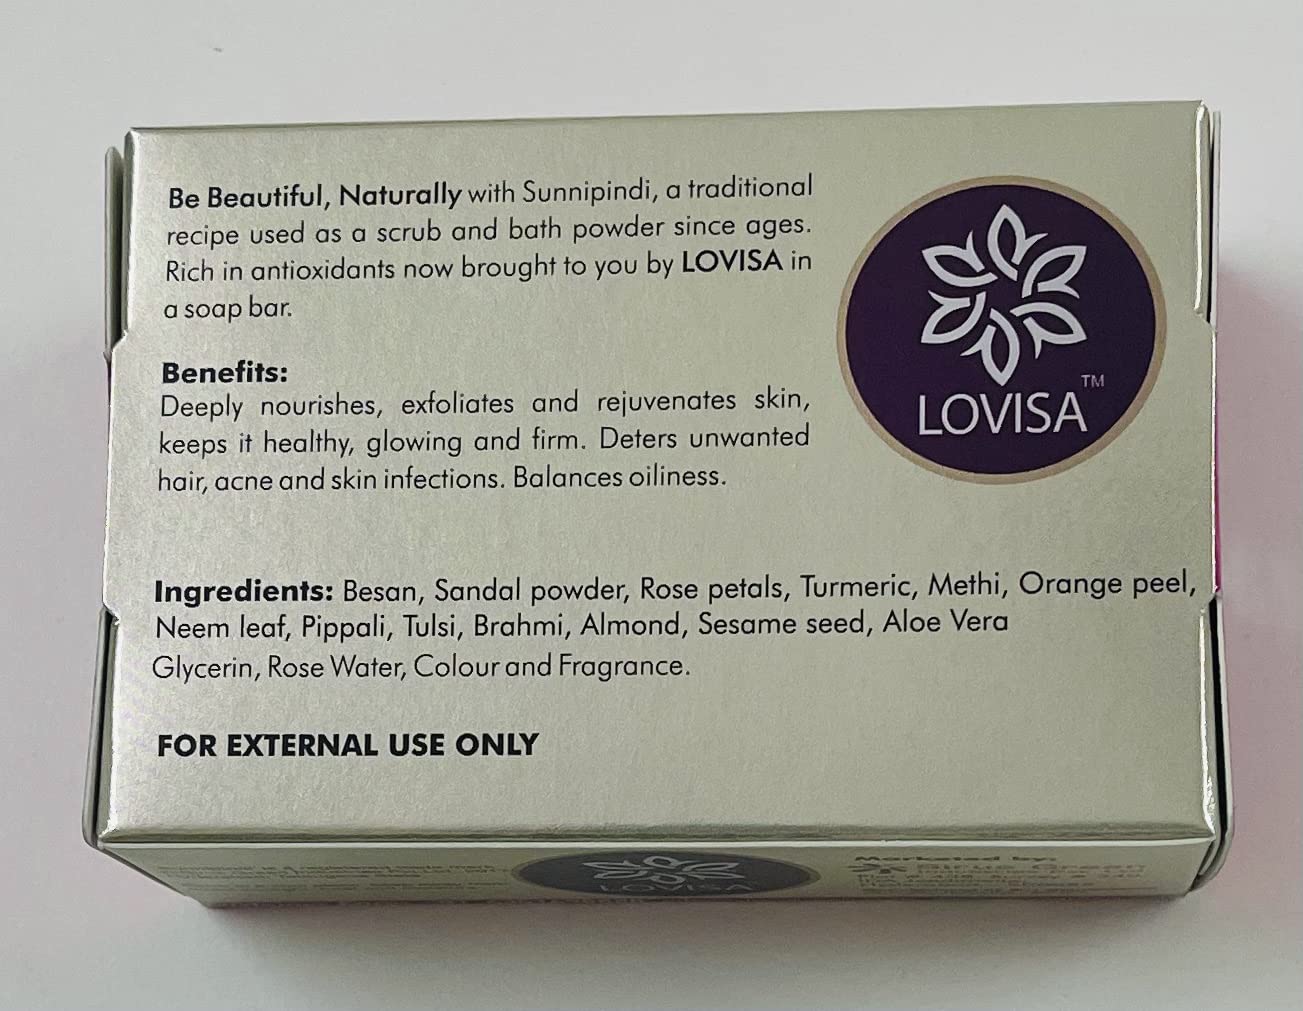 Be Beautiful, Naturally with Sunnipindi, a traditional
recipe used as a scrub and bath powder since ages.
Rich in antioxidants now brought to you by LOVISA in
a soap bar.
LOVISA
TM
Benefits:
Deeply nourishes, exfoliates and rejuvenates skin,
keeps it healthy, glowing and firm. Deters unwanted
hair, acne and skin infections. Balances oiliness.
Ingredients: Besan, Sandal powder, Rose petals, Turmeric, Methi, Orange peel,
Neem leaf, Pippali, Tulsi, Brahmi, Almond, Sesame seed, Aloe Vera
Glycerin, Rose Water, Colour and Fragrance.
FOR EXTERNAL USE ONLY
LOVISA
Marketed by:
Green